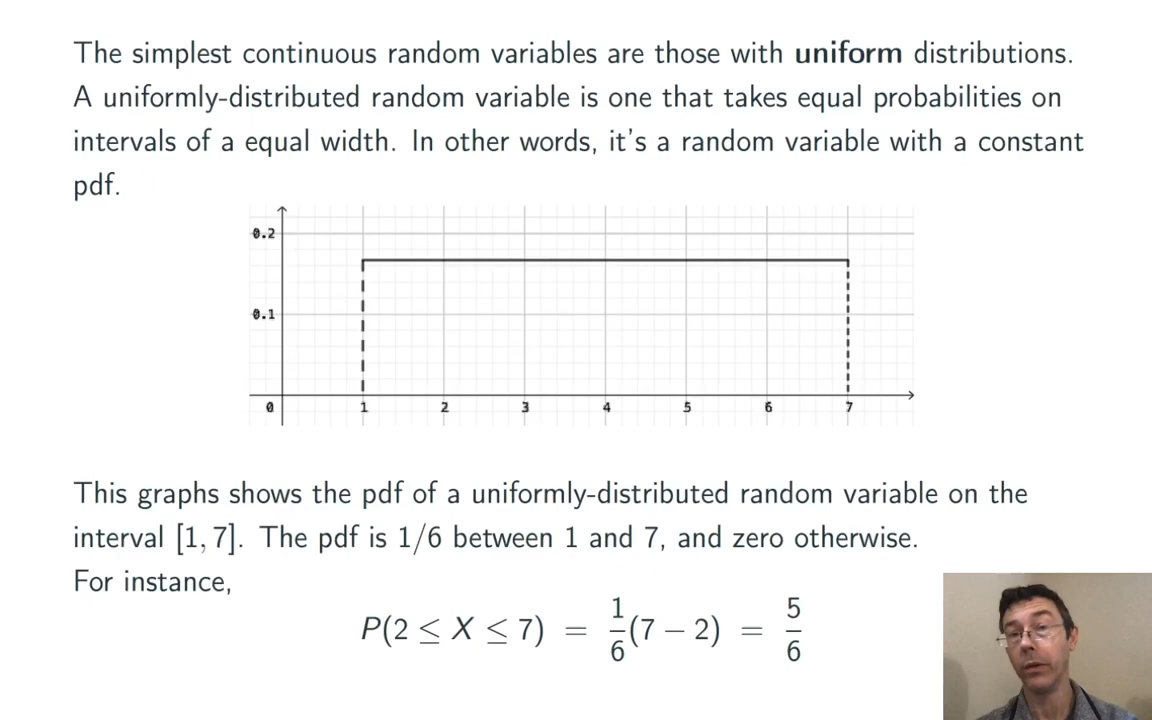 The simplest continuous random variables are those with uniform distributions.
A uniformly-distributed random variable is one that takes equal probabilities on
intervals of a equal width. In other words, it's a random variable with a constant
pdf.
0.2
0.1
0 1 2 3 4 5 6 7
This graphs shows the pdf of a uniformly-distributed random variable on the
interval [1, 7]. The pdf is 1/6 between 1 and 7, and zero otherwise.
For instance,
P(2 ≤ X ≤ 7) = 1/6 (7 − 2) = 5/6